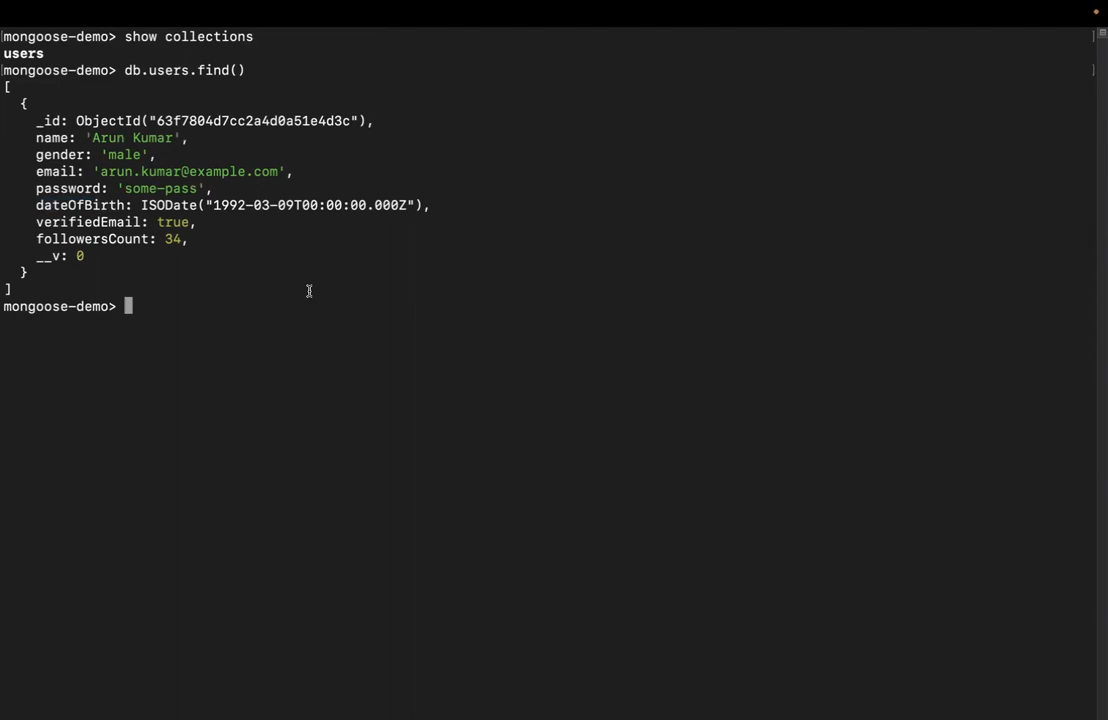 mongoose-demo> show collections
users
mongoose-demo> db.users.find()
[
  {
    _id: ObjectId("63f7804d7cc2a4d0a51e4d3c"),
    name: 'Arun Kumar',
    gender: 'male',
    email: 'arun.kumar@example.com',
    password: 'some-pass',
    dateOfBirth: ISODate("1992-03-09T00:00:00.000Z"),
    verifiedEmail: true,
    followersCount: 34,
    __v: 0
  }
]
mongoose-demo>